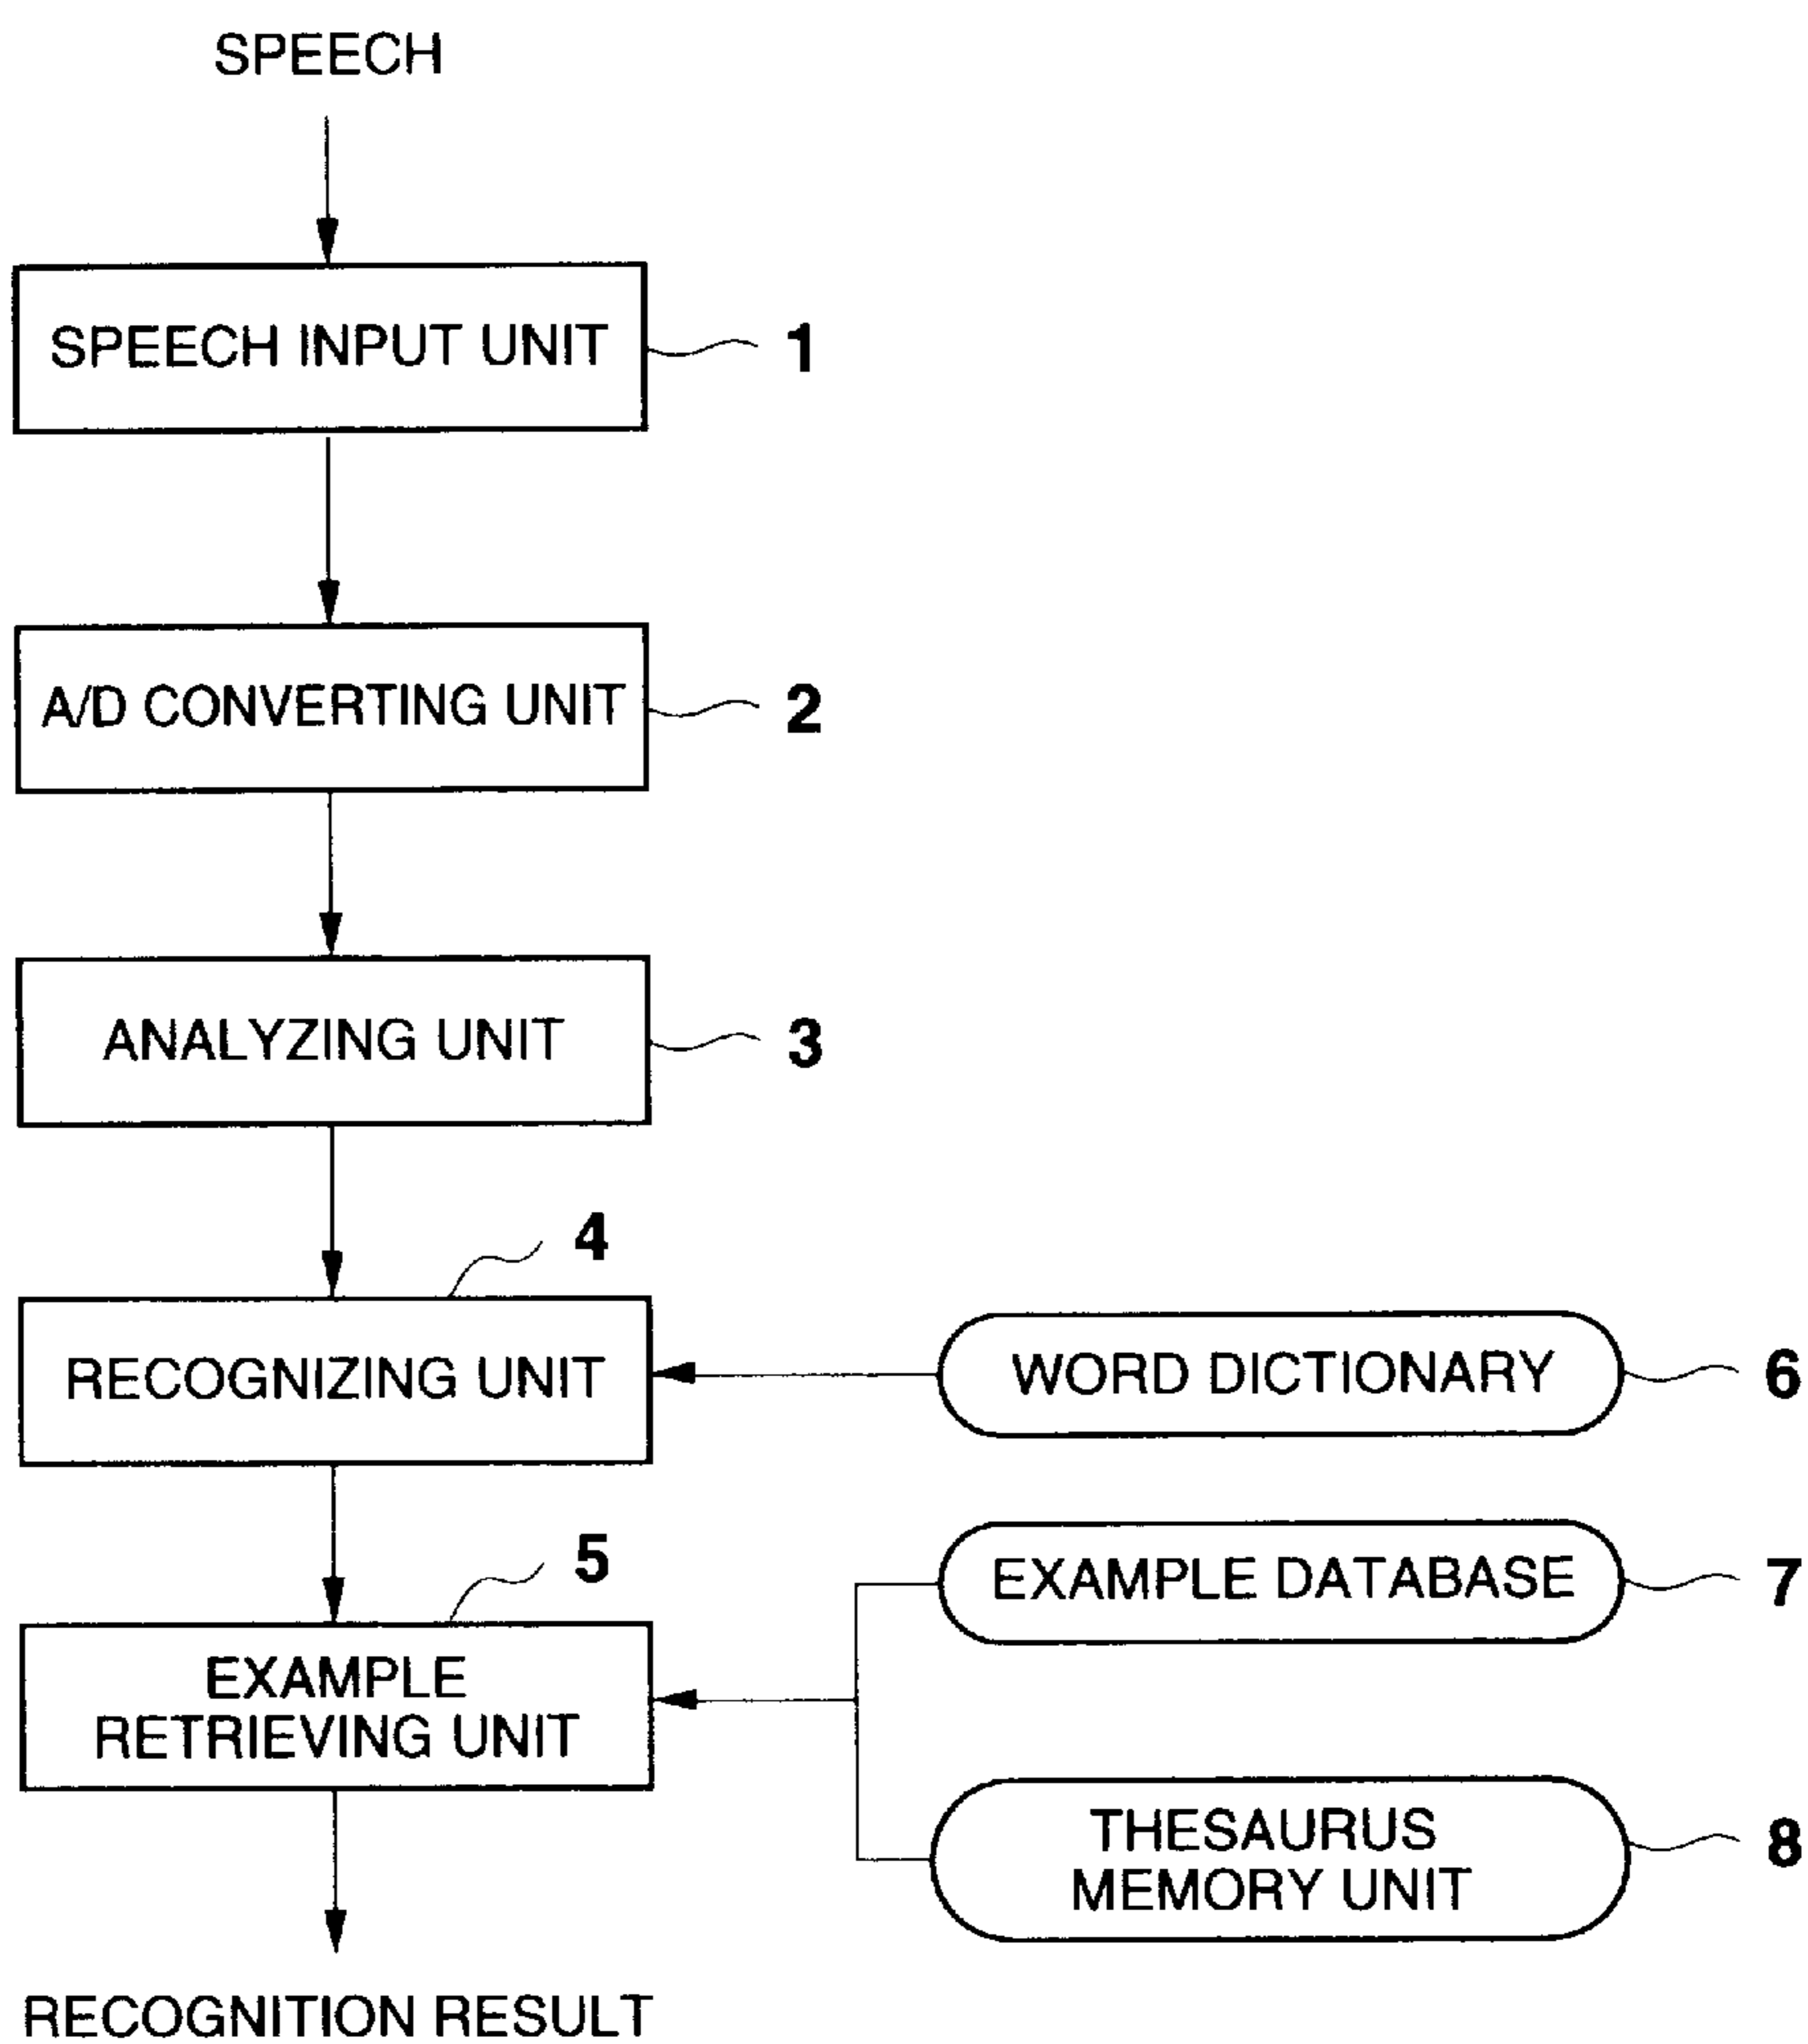 SPEECH
SPEECH INPUT UNIT
1
A/D CONVERTING UNIT
2
ANALYZING UNIT
3
4
RECOGNIZING UNIT
WORD DICTIONARY
6
5
EXAMPLE DATABASE
7
EXAMPLE
RETRIEVING UNIT
THESAURUS
MEMORY UNIT
8
RECOGNITION RESULT